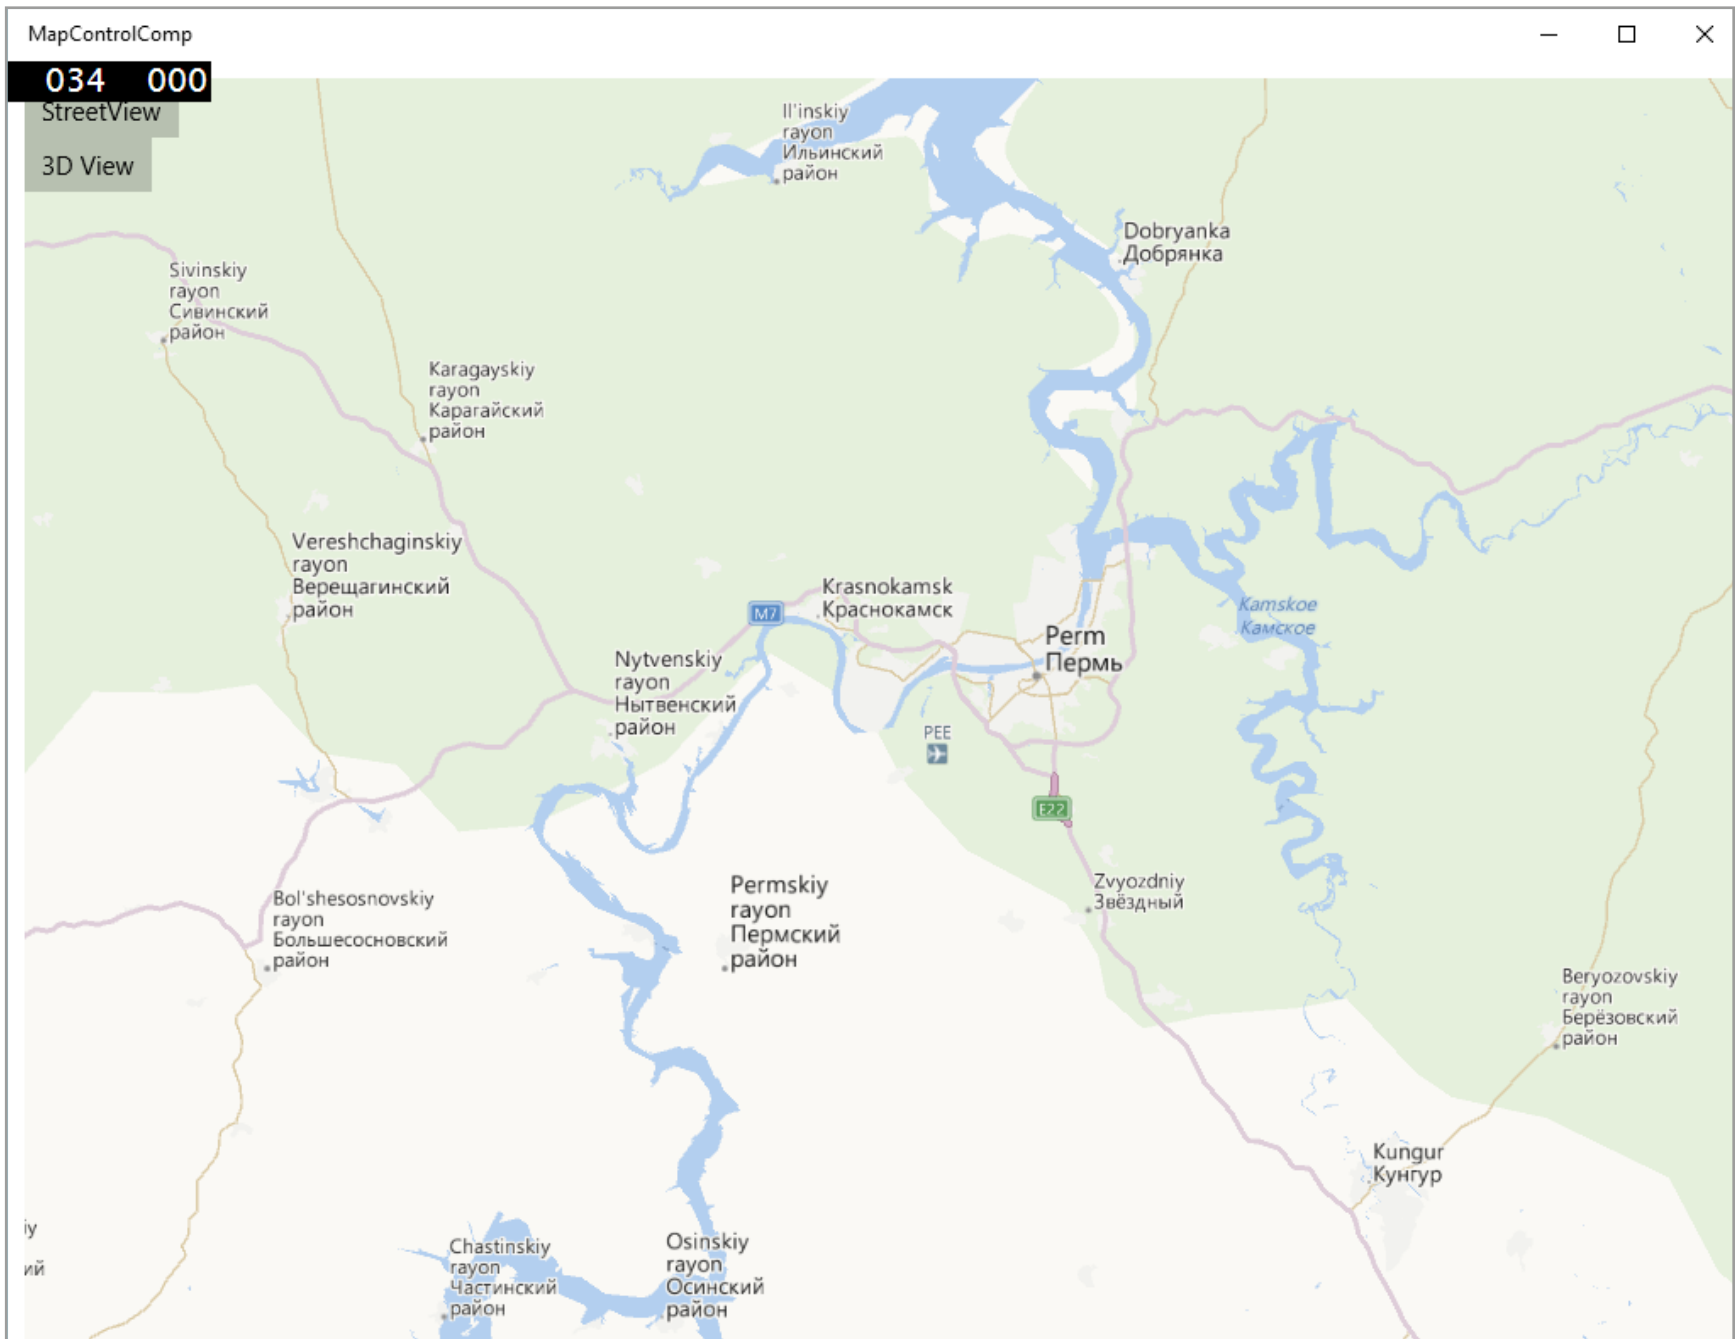 MapControlComp
034 000
StreetView
3D View
Il'inskiy
rayon
Ильинский
район
Dobryanka
Добрянка
Sivinskiy
rayon
Сивинский
район
Karagayskiy
rayon
Карагайский
район
Vereshchaginskiy
rayon
Верещагинский
район
Krasnokamsk
Краснокамск
M7
Kamskoe
Камское
Perm
Пермь
Nytvenskiy
rayon
Нытвенский
район
PEE
E22
Zvyozdniy
Звёздный
Permskiy
rayon
Пермский
район
Bol'shesosnovskiy
rayon
Большесосновский
район
Beryozovskiy
rayon
Берёзовский
район
Kungur
Кунгур
iy
ий
Chastinskiy
rayon
Частинский
район
Osinskiy
rayon
Осинский
район